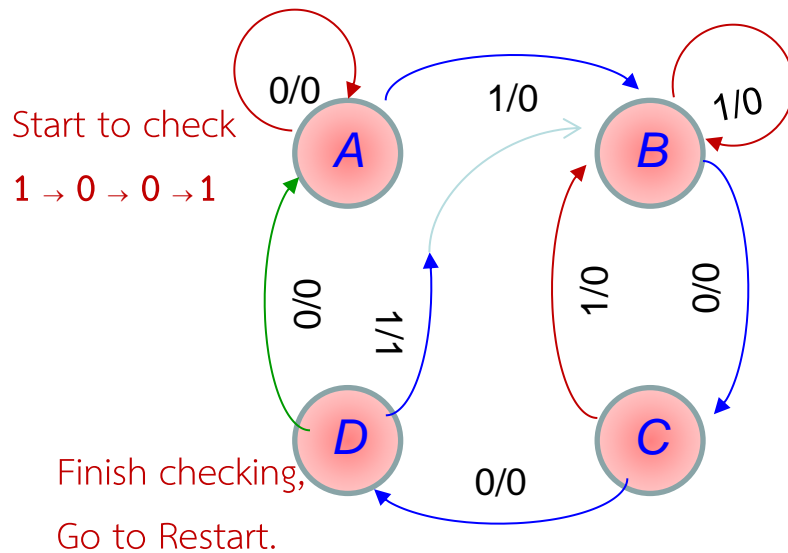 0/0
1/0
1/0
A
B
Start to check
1 → 0 → 0 → 1
0/0
1/1
1/0
0/0
D
C
0/0
Finish checking,
Go to Restart.